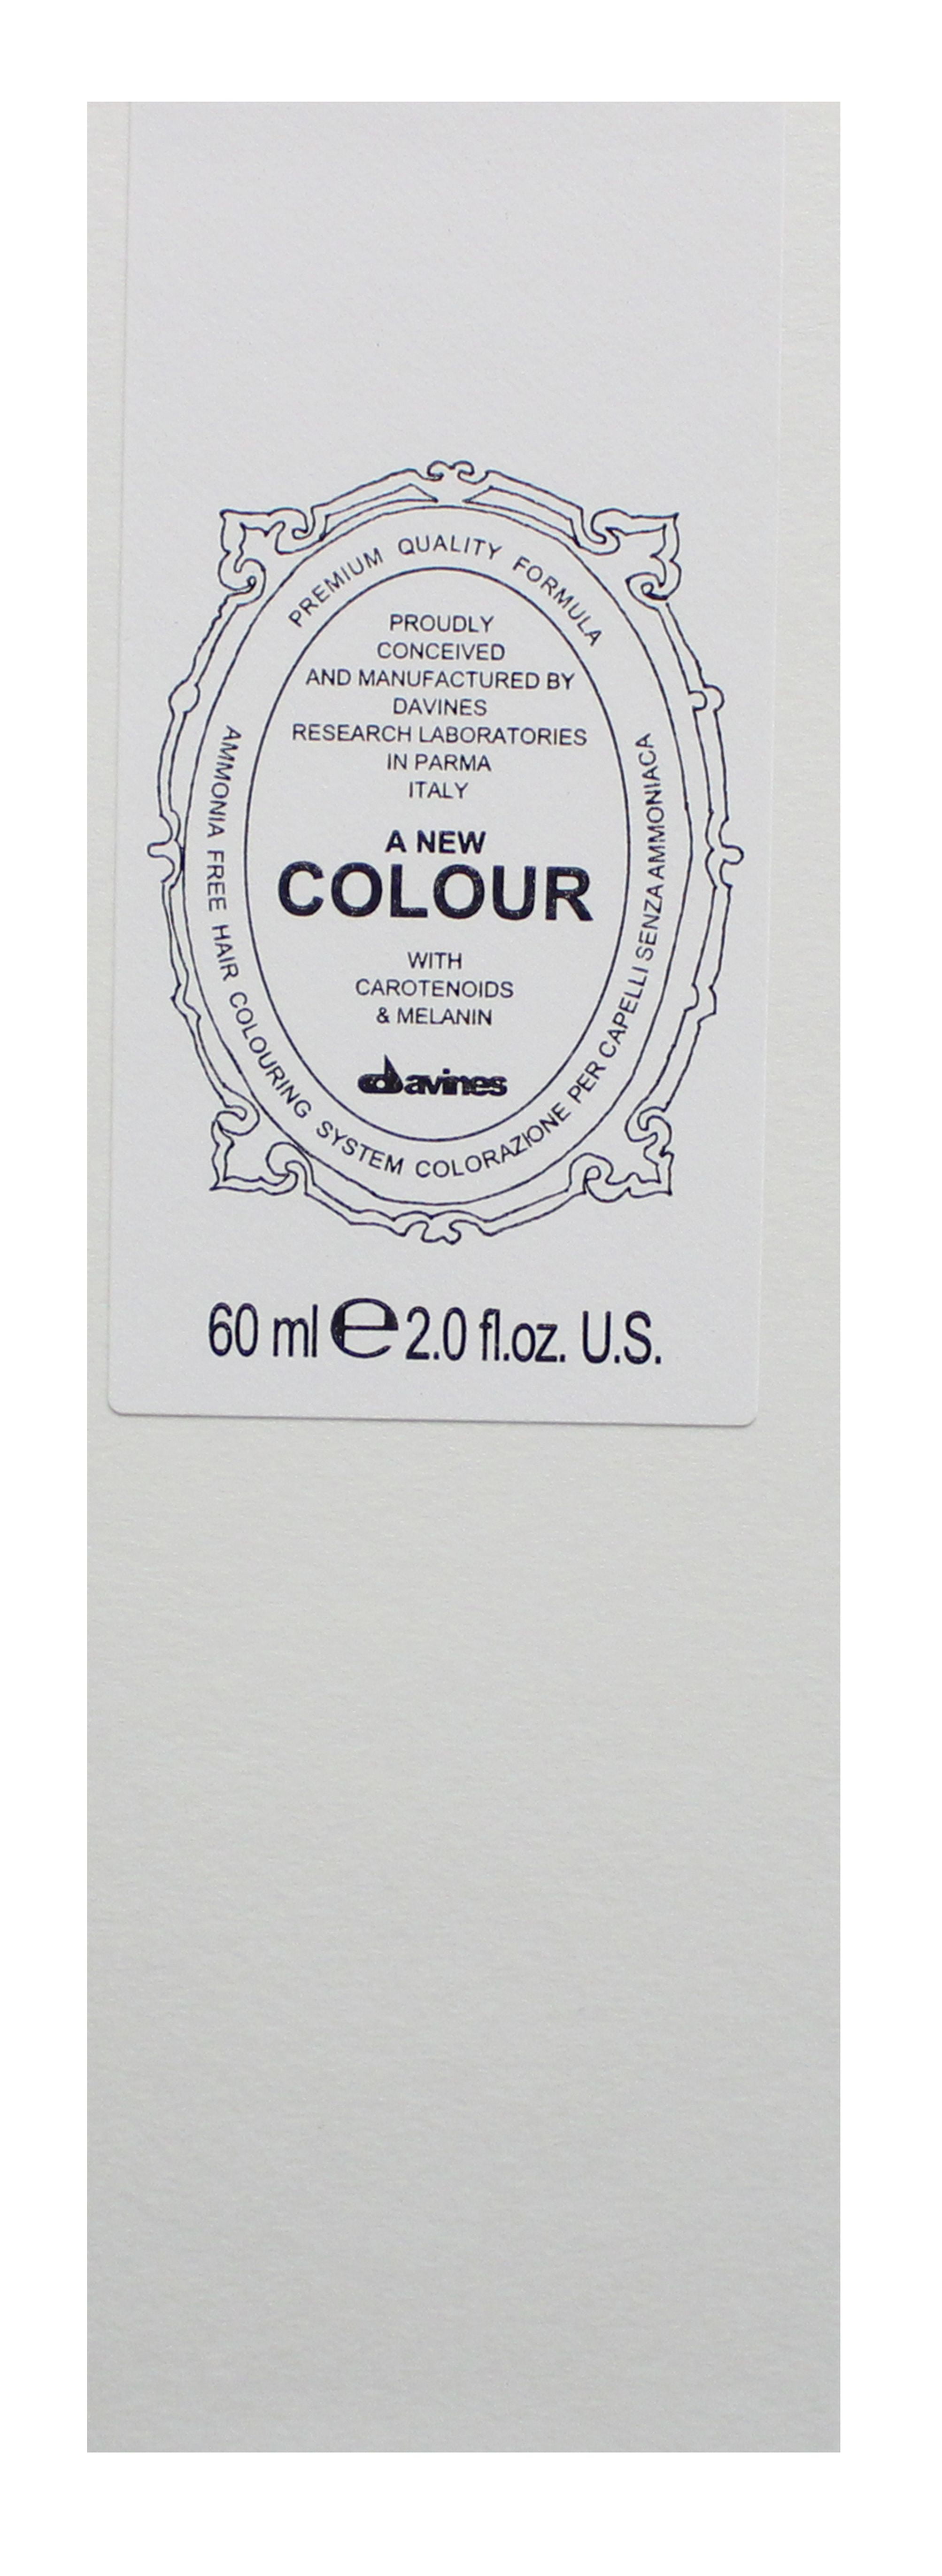 PREMIUM QUALITY FORMULA
PROUDLY
CONCEIVED
AND MANUFACTURED BY
DAVINES
RESEARCH LABORATORIES
IN PARMA
ITALY
A NEW
COLOUR
WITH
CAROTENOIDS
& MELANIN
davines
AMMONIA FREE HAIR COLOURING SYSTEM COLORAZIONE PER CAPELLI SENZA AMMONIACA
60 ml e 2.0 fl.oz. U.S.